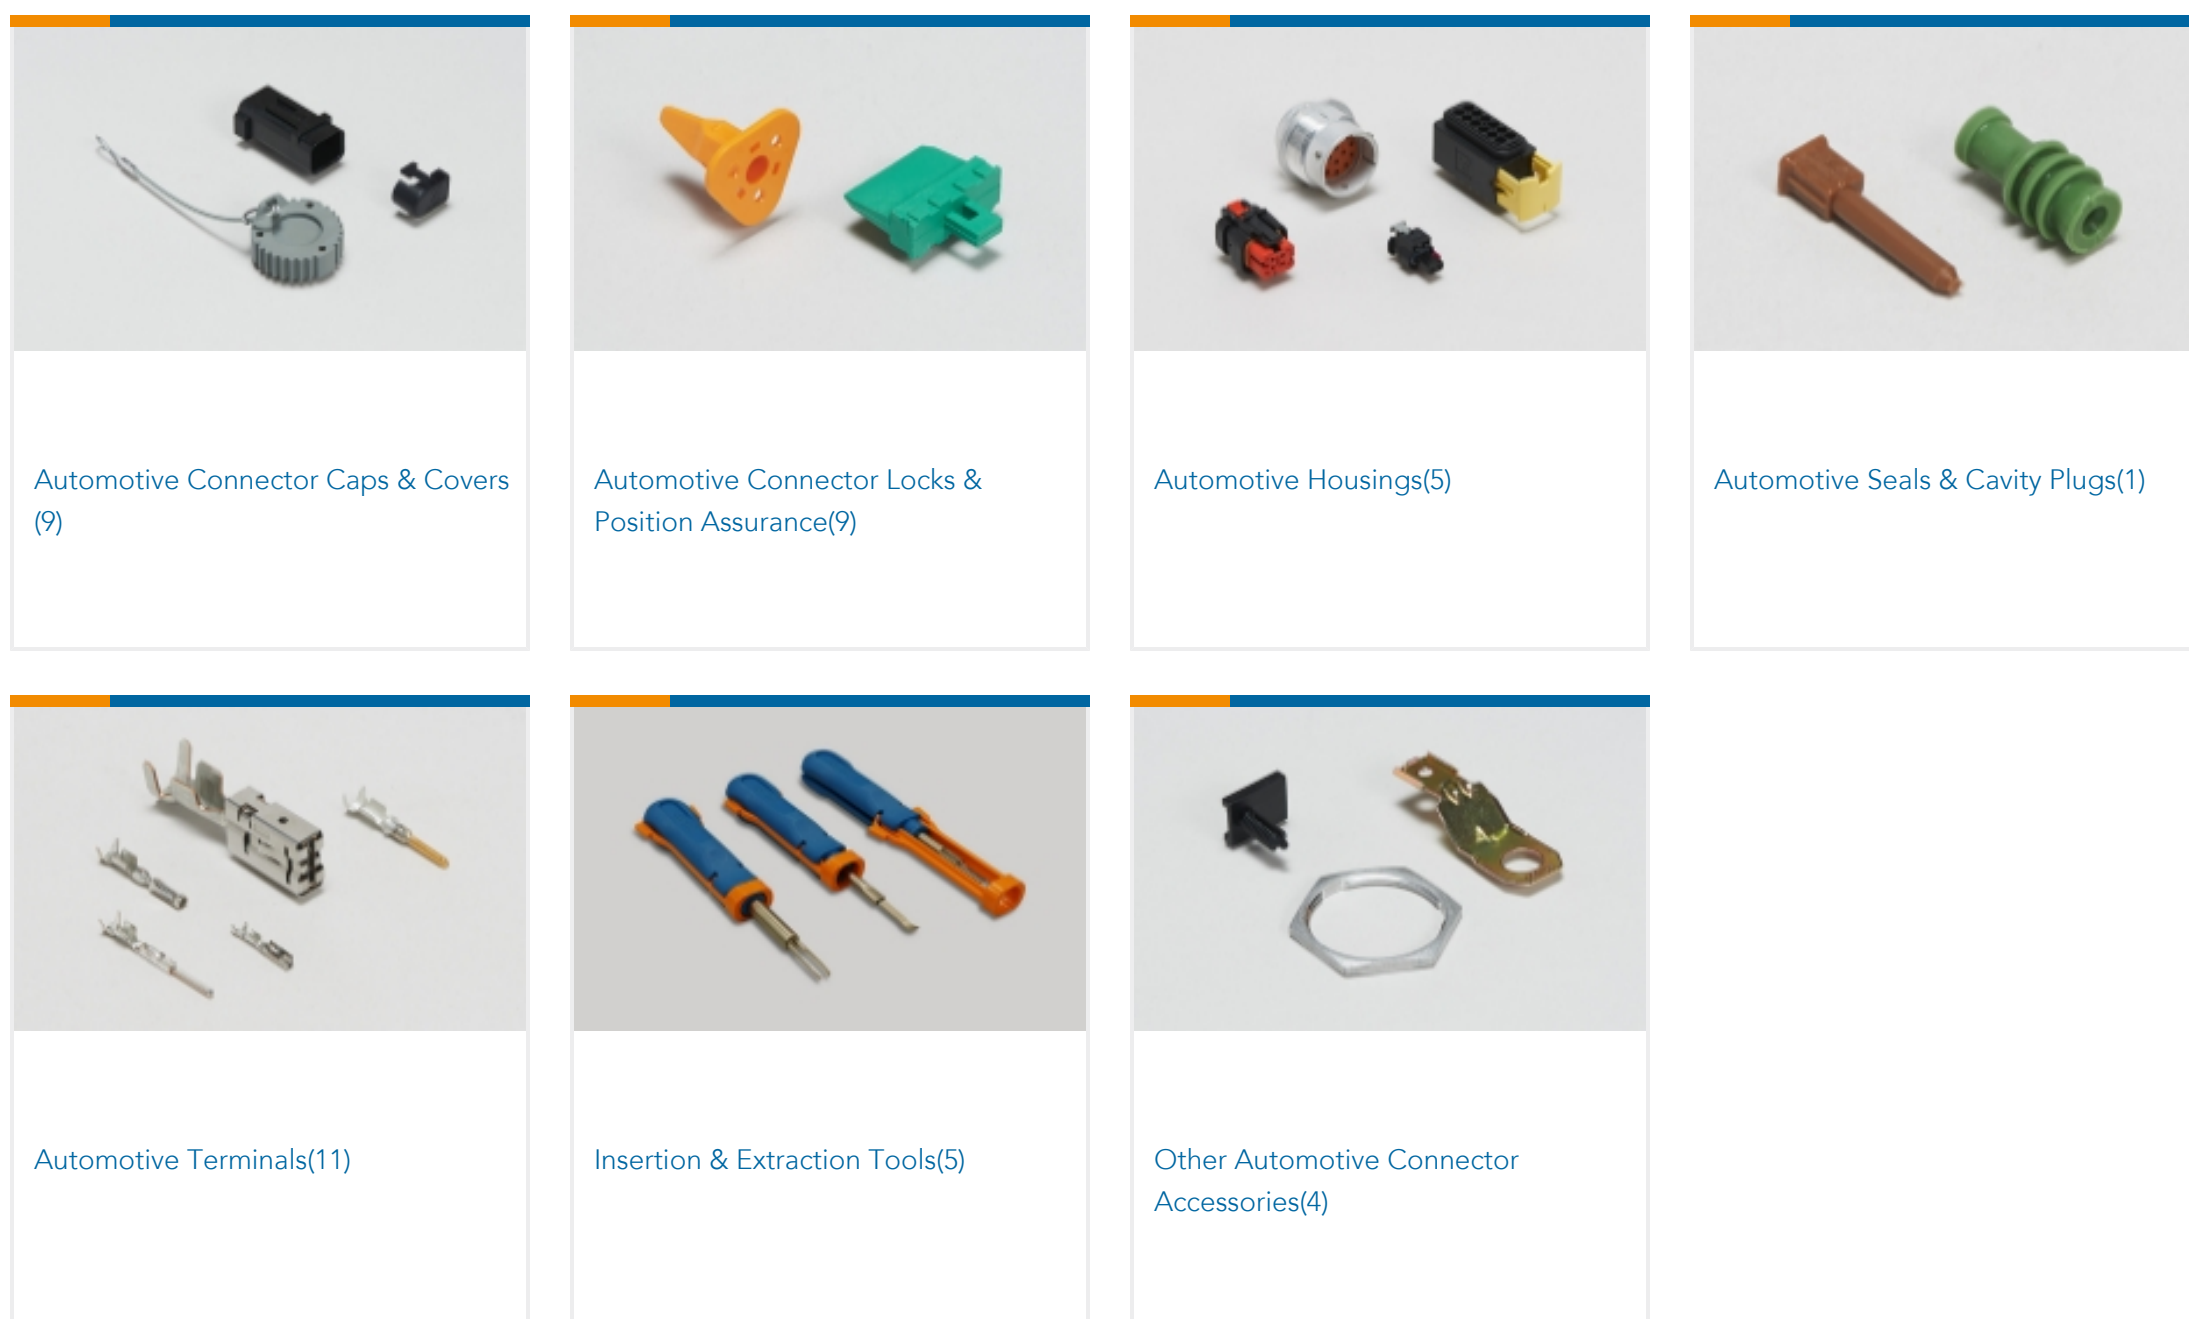 Automotive Connector Caps & Covers
(9)
Automotive Connector Locks &
Position Assurance(9)
Automotive Housings(5)
Automotive Seals & Cavity Plugs(1)
Automotive Terminals(11)
Insertion & Extraction Tools(5)
Other Automotive Connector
Accessories(4)